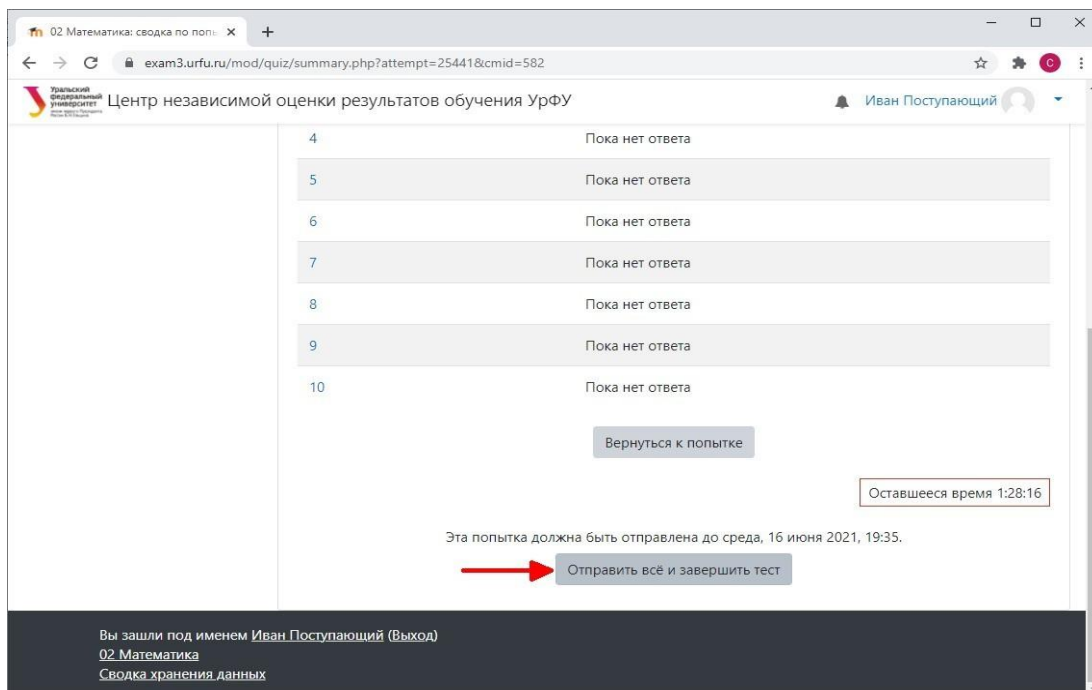 02 Математика: сводка по попы
exam3.urfu.ru/mod/quiz/summary.php?attempt=25441&cmid=582
C
Уральский
федеральный
университет
Центр независимой оценки результатов обучения УрФУ
Иван Поступающий
4 Пока нет ответа
5 Пока нет ответа
6 Пока нет ответа
7 Пока нет ответа
8 Пока нет ответа
9 Пока нет ответа
10 Пока нет ответа
Вернуться к попытке
Оставшееся время 1:28:16
Эта попытка должна быть отправлена до среда, 16 июня 2021, 19:35.
Отправить всё и завершить тест
Вы зашли под именем Иван Поступающий (Выход)
02 Математика
Сводка хранения данных